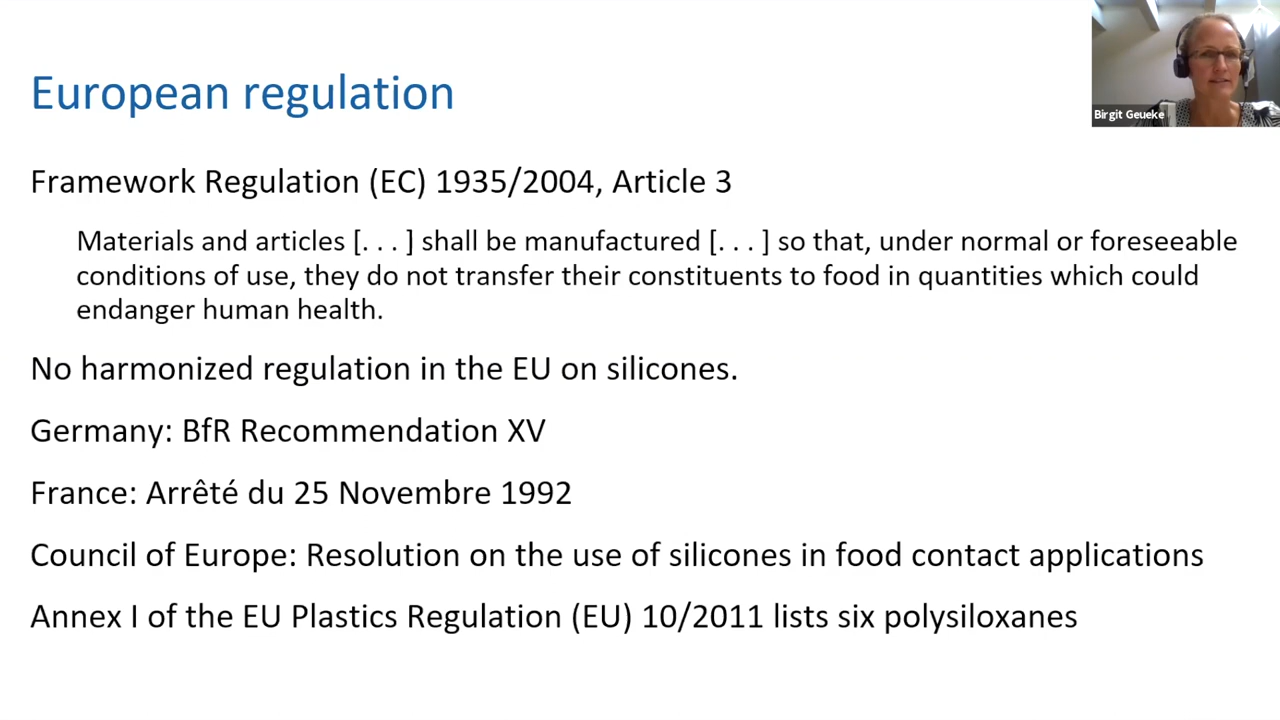 European regulation
Birgit Geueke
Framework Regulation (EC) 1935/2004, Article 3
Materials and articles [. . . ] shall be manufactured [. . . ] so that, under normal or foreseeable
conditions of use, they do not transfer their constituents to food in quantities which could
endanger human health.
No harmonized regulation in the EU on silicones.
Germany: BfR Recommendation XV
France: Arrêté du 25 Novembre 1992
Council of Europe: Resolution on the use of silicones in food contact applications
Annex I of the EU Plastics Regulation (EU) 10/2011 lists six polysiloxanes